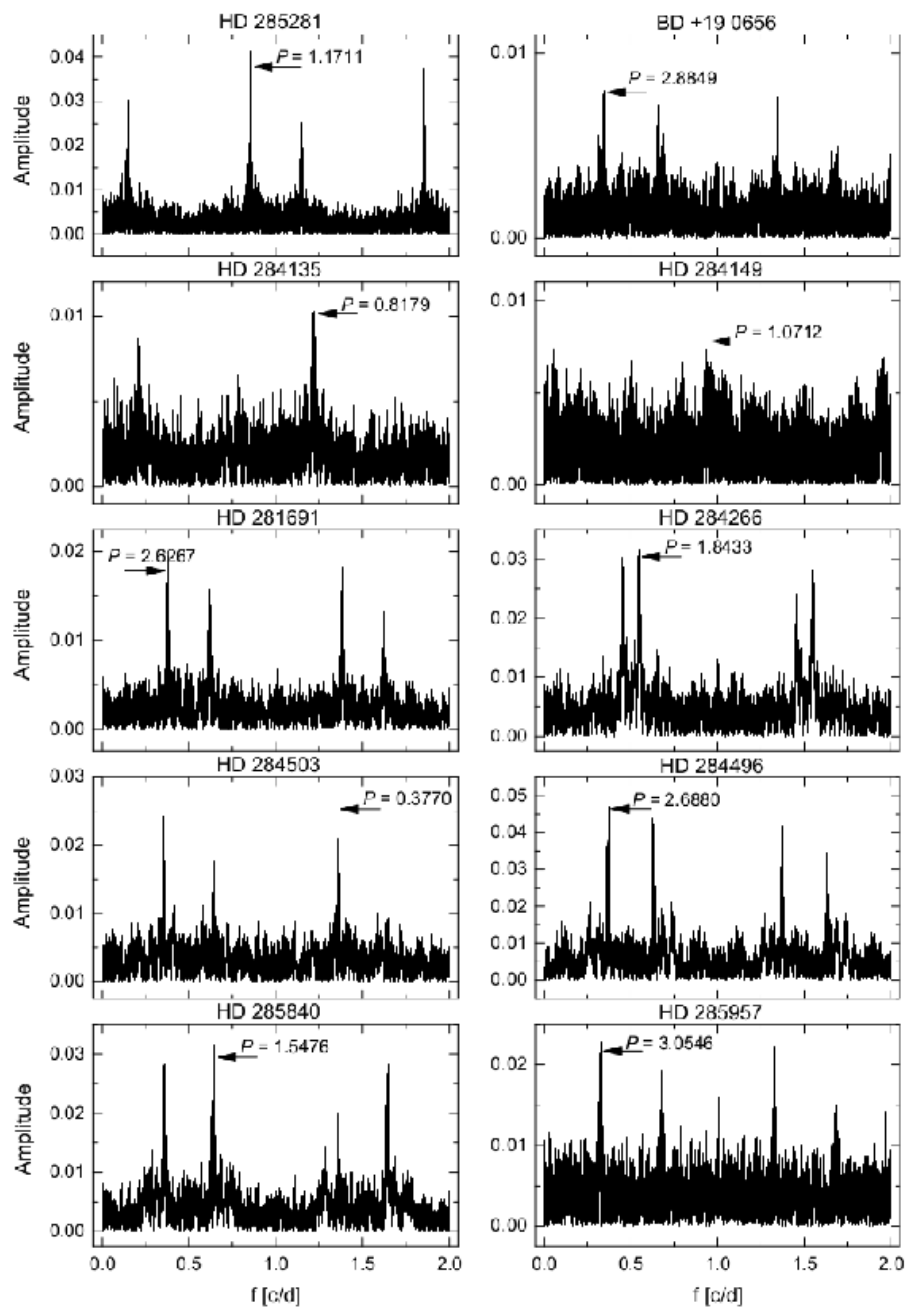 HD 285281
BD +19 0656
Amplitude
0.04
0.03
0.02
0.01
0.00
P = 1.1711
0.01
0.00
P = 2.8849
HD 284135
HD 284149
Amplitude
0.01
0.00
P = 0.8179
0.01
0.00
P = 1.0712
HD 281691
HD 284266
Amplitude
0.02
0.01
0.00
P = 2.6267
0.03
0.02
0.01
0.00
P = 1.8433
HD 284503
HD 284496
Amplitude
0.03
0.02
0.01
0.00
P = 0.3770
0.05
0.04
0.03
0.02
0.01
0.00
P = 2.6880
HD 285840
HD 285957
Amplitude
0.03
0.02
0.01
0.00
P = 1.5476
0.02
0.01
0.00
P = 3.0546
0.0 0.5 1.0 1.5 2.0
0.0 0.5 1.0 1.5 2.0
f [c/d]
f [c/d]